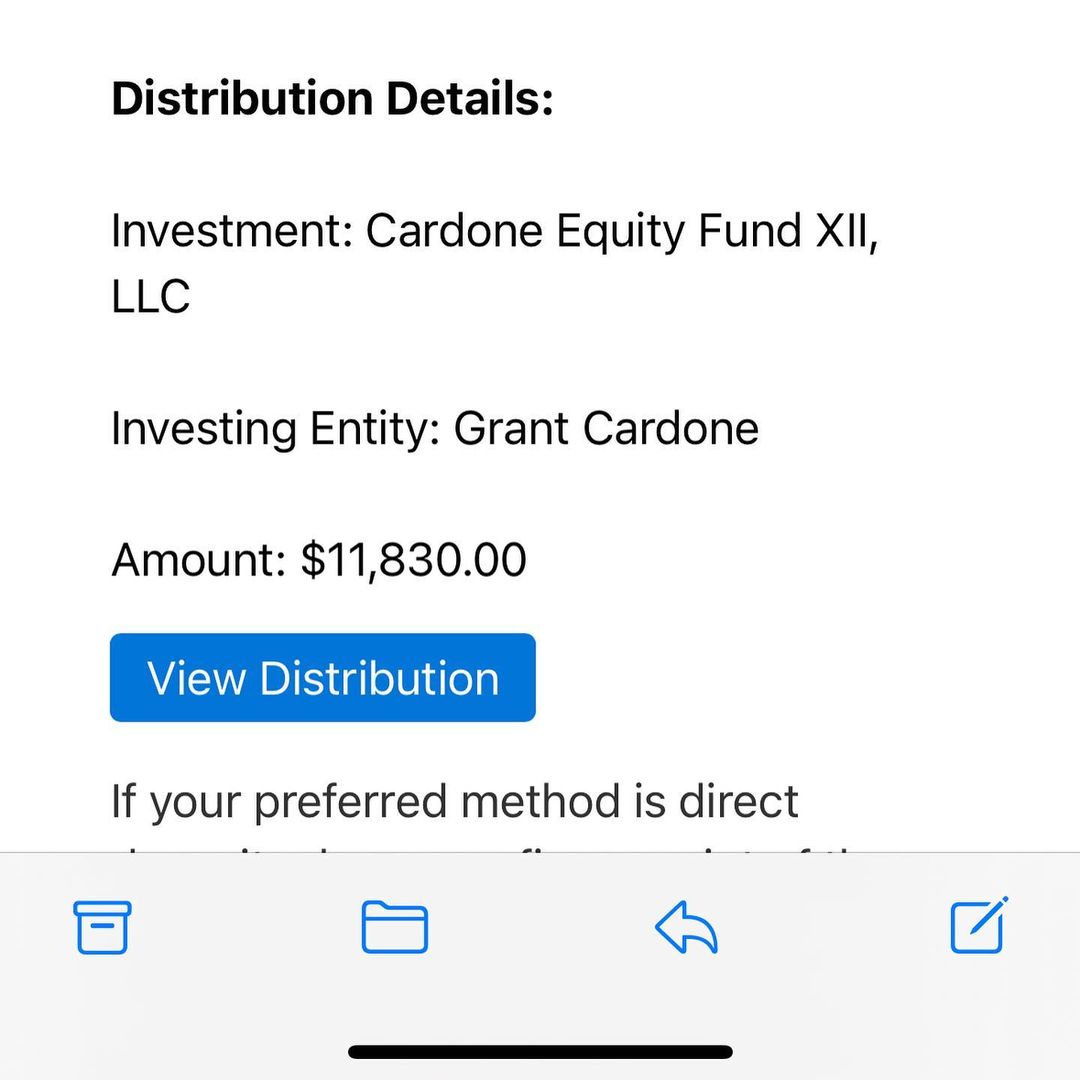 Distribution Details:
Investment: Cardone Equity Fund XII,
LLC
Investing Entity: Grant Cardone
Amount: $11,830.00
View Distribution
If your preferred method is direct